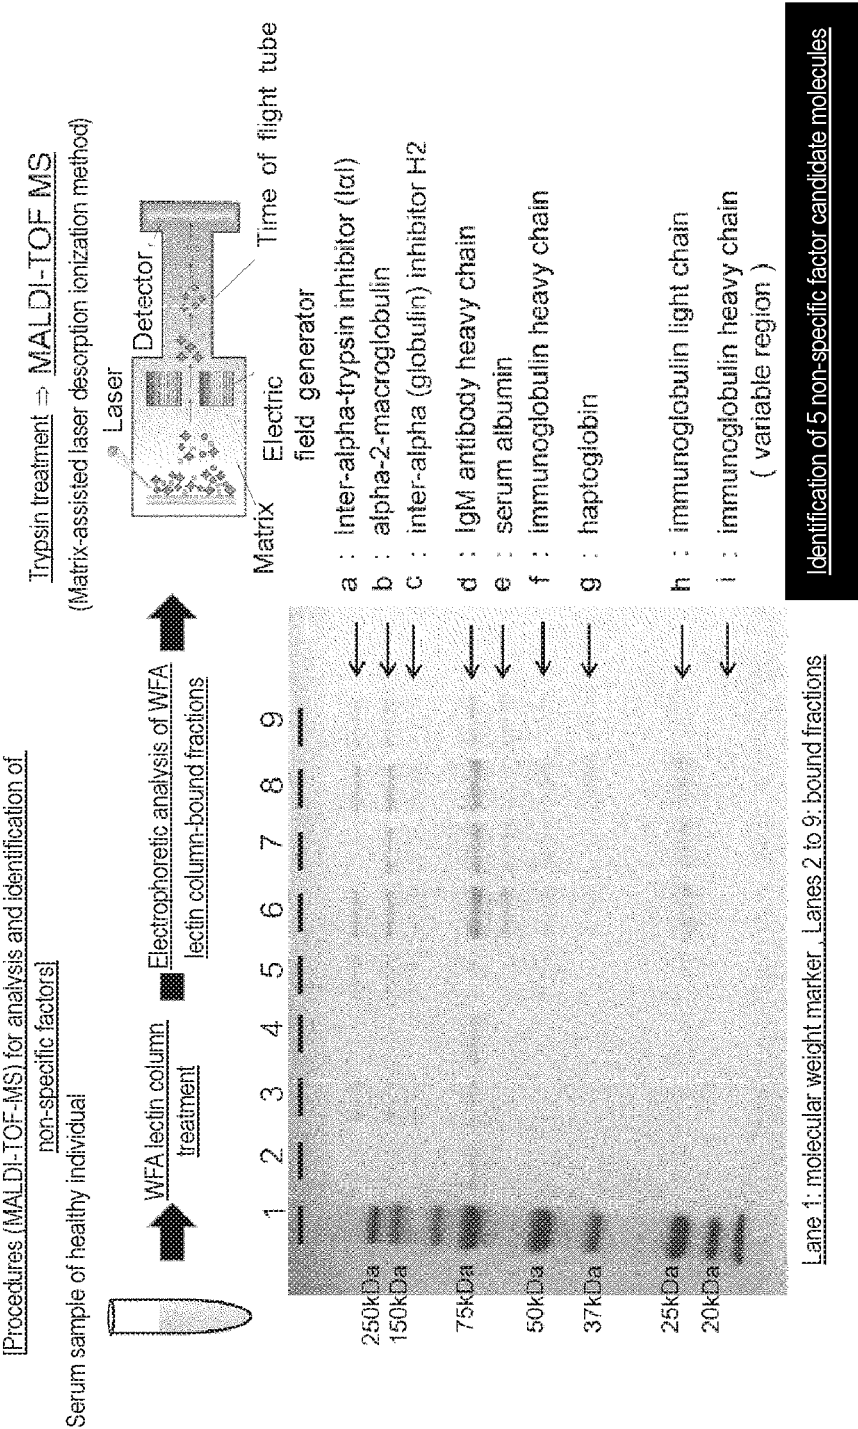 [Procedures (MALDI-TOF-MS) for analysis and identification of
non-specific factors]
Serum sample of healthy individual
WFA lectin column
treatment
Electrophoretic analysis of WFA
lectin column-bound fractions
Trypsin treatment ⇒ MALDI-TOF MS
(Matrix-assisted laser desorption ionization method)
Laser
Detector
Matrix
Electric
field generator
Time of flight tube
1 2 3 4 5 6 7 8 9
250kDa
150kDa
75kDa
50kDa
37kDa
25kDa
20kDa
a : Inter-alpha-trypsin inhibitor (IαI)
b : alpha-2-macroglobulin
c : inter-alpha (globulin) inhibitor H2
d : IgM antibody heavy chain
e : serum albumin
f : immunoglobulin heavy chain
g : haptoglobin
h : immunoglobulin light chain
i : immunoglobulin heavy chain
( variable region )
Lane 1: molecular weight marker , Lanes 2 to 9: bound fractions
Identification of 5 non-specific factor candidate molecules